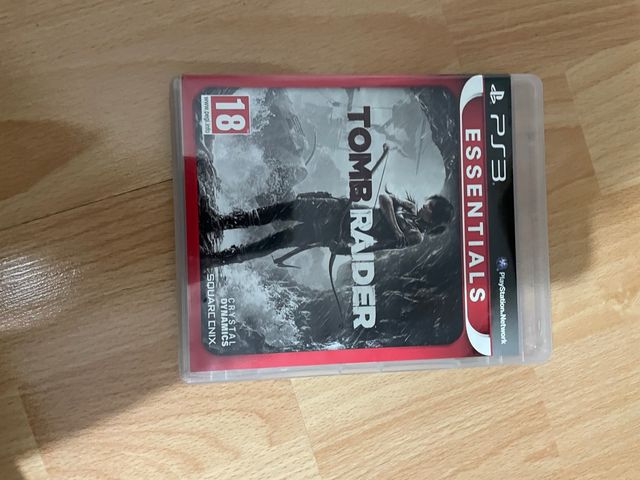 PS3
PlayStation Network
ESSENTIALS
TOMB RAIDER
18
www.pegi.info
CRYSTAL
DYNAMICS
SQUARE ENIX